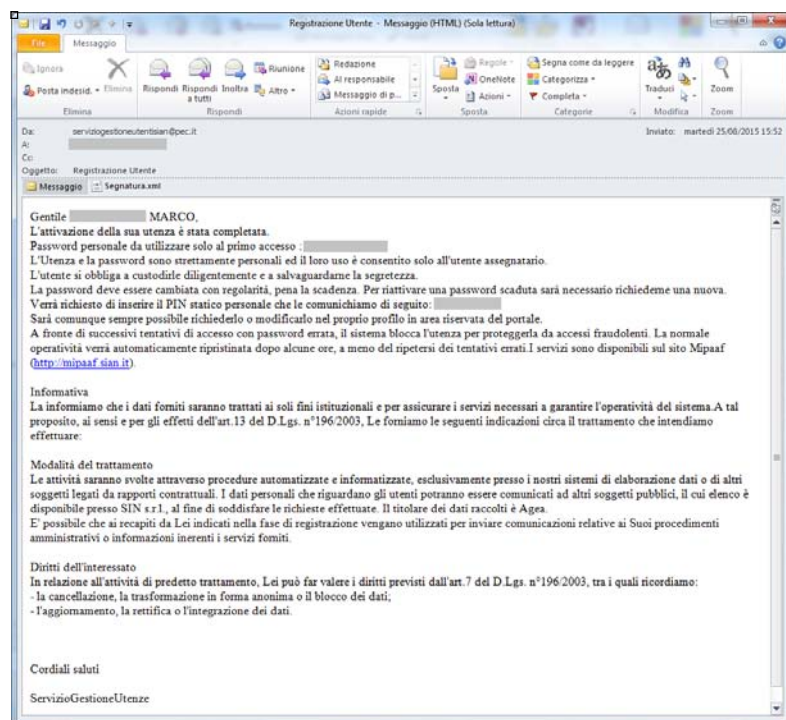 Registrazione Utente - Messaggio (HTML) (Sola lettura)
File Messaggio
Ignora
Posta indesid. Elimina
Rispondi Rispondi a tutti Inoltra
Riunione
Altro
Redazione
Al responsabile
Messaggio di p...
Sposta
Regole
OneNote
Azioni
Segna come da leggere
Categorizza
Completa
Traduci
Zoom
Elimina Rispondi Azioni rapide Sposta Categorie Modifica Zoom
Da: serviziogestioneutentisian@pec.it Inviato: martedì 25/08/2015 15:52
A:
Cc:
Oggetto: Registrazione Utente
Messaggio Segnatura.xml
Gentile MARCO,
L'attivazione della sua utenza è stata completata.
Password personale da utilizzare solo al primo accesso :
L'Utenza e la password sono strettamente personali ed il loro uso è consentito solo all'utente assegnatario.
L'utente si obbliga a custodirle diligentemente e a salvaguardarne la segretezza.
La password deve essere cambiata con regolarità, pena la scadenza. Per riattivare una password scaduta sarà necessario richiederne una nuova.
Verrà richiesto di inserire il PIN statico personale che le comunichiamo di seguito:
Sarà comunque sempre possibile richiederlo o modificarlo nel proprio profilo in area riservata del portale.
A fronte di successivi tentativi di accesso con password errata, il sistema blocca l'utenza per proteggerla da accessi fraudolenti. La normale
operatività verrà automaticamente ripristinata dopo alcune ore, a meno del ripetersi dei tentativi errati.I servizi sono disponibili sul sito Mipaaf
(http://mipaaf.sian.it).
Informativa
La informiamo che i dati forniti saranno trattati ai soli fini istituzionali e per assicurare i servizi necessari a garantire l'operatività del sistema.A tal
proposito, ai sensi e per gli effetti dell'art.13 del D.Lgs. n°196/2003, Le forniamo le seguenti indicazioni circa il trattamento che intendiamo
effettuare:
Modalità del trattamento
Le attività saranno svolte attraverso procedure automatizzate e informatizzate, esclusivamente presso i nostri sistemi di elaborazione dati o di altri
soggetti legati da rapporti contrattuali. I dati personali che riguardano gli utenti potranno essere comunicati ad altri soggetti pubblici, il cui elenco è
disponibile presso SIN s.r.l., al fine di soddisfare le richieste effettuate. Il titolare dei dati raccolti è Agea.
E' possibile che ai recapiti da Lei indicati nella fase di registrazione vengano utilizzati per inviare comunicazioni relative ai Suoi procedimenti
amministrativi o informazioni inerenti i servizi forniti.
Diritti dell'interessato
In relazione all'attività di predetto trattamento, Lei può far valere i diritti previsti dall'art.7 del D.Lgs. n°196/2003, tra i quali ricordiamo:
- la cancellazione, la trasformazione in forma anonima o il blocco dei dati;
- l'aggiornamento, la rettifica o l'integrazione dei dati.
Cordiali saluti
ServizioGestioneUtenze